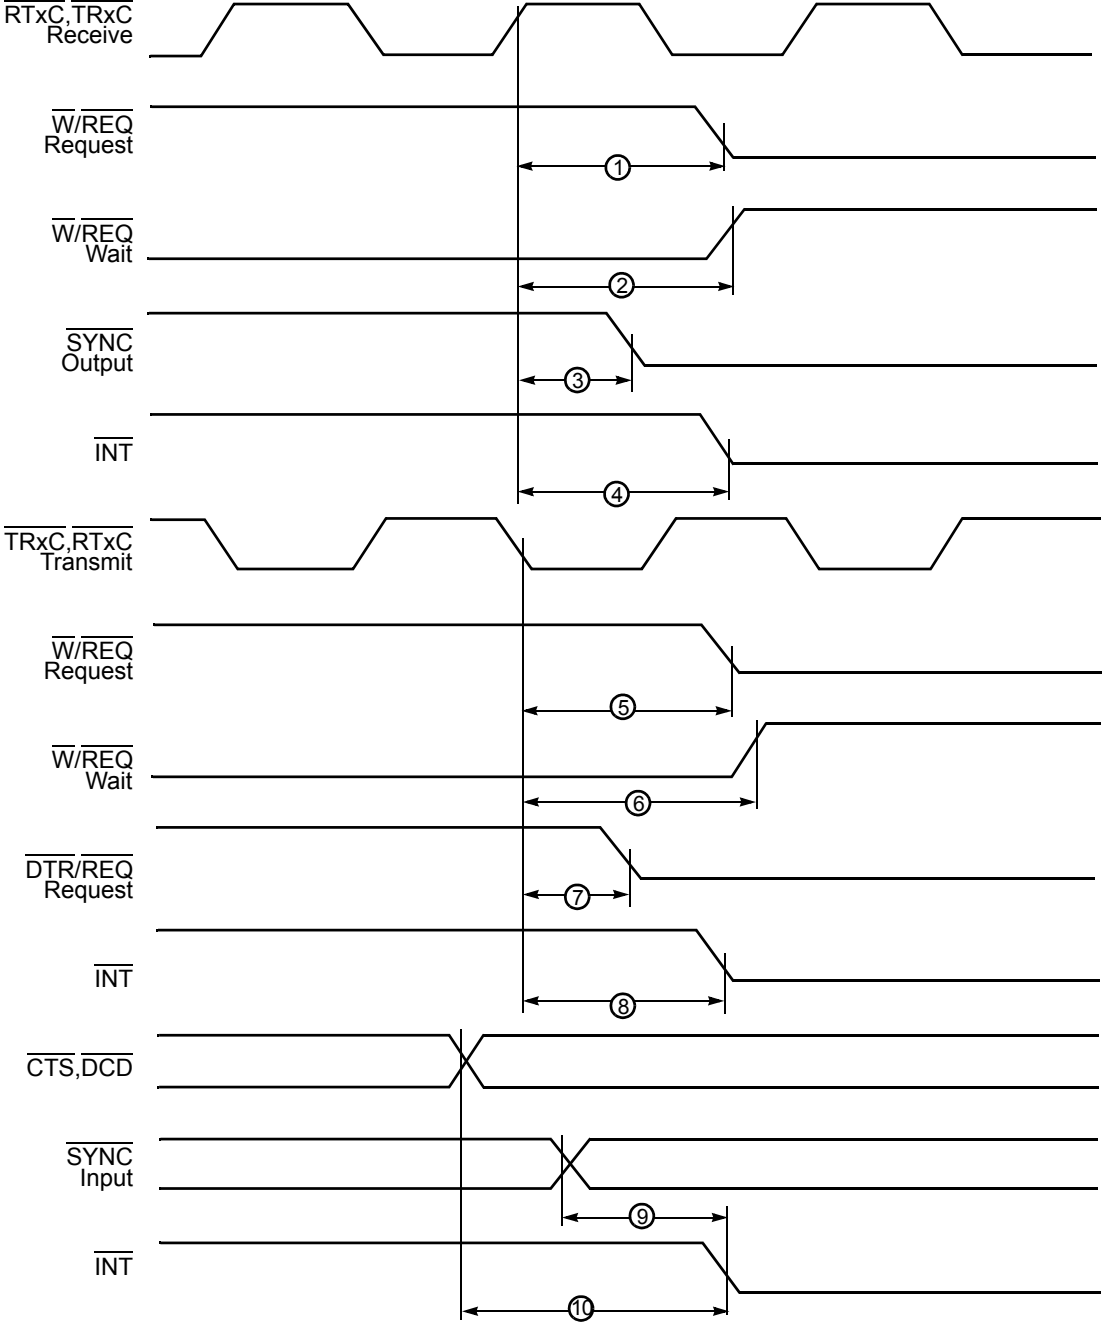 RTxC,TRxC
Receive
W/REQ
Request
1
W/REQ
Wait
2
SYNC
Output
3
INT
4
TRxC,RTxC
Transmit
W/REQ
Request
5
W/REQ
Wait
6
DTR/REQ
Request
7
INT
8
CTS,DCD
SYNC
Input
9
INT
10